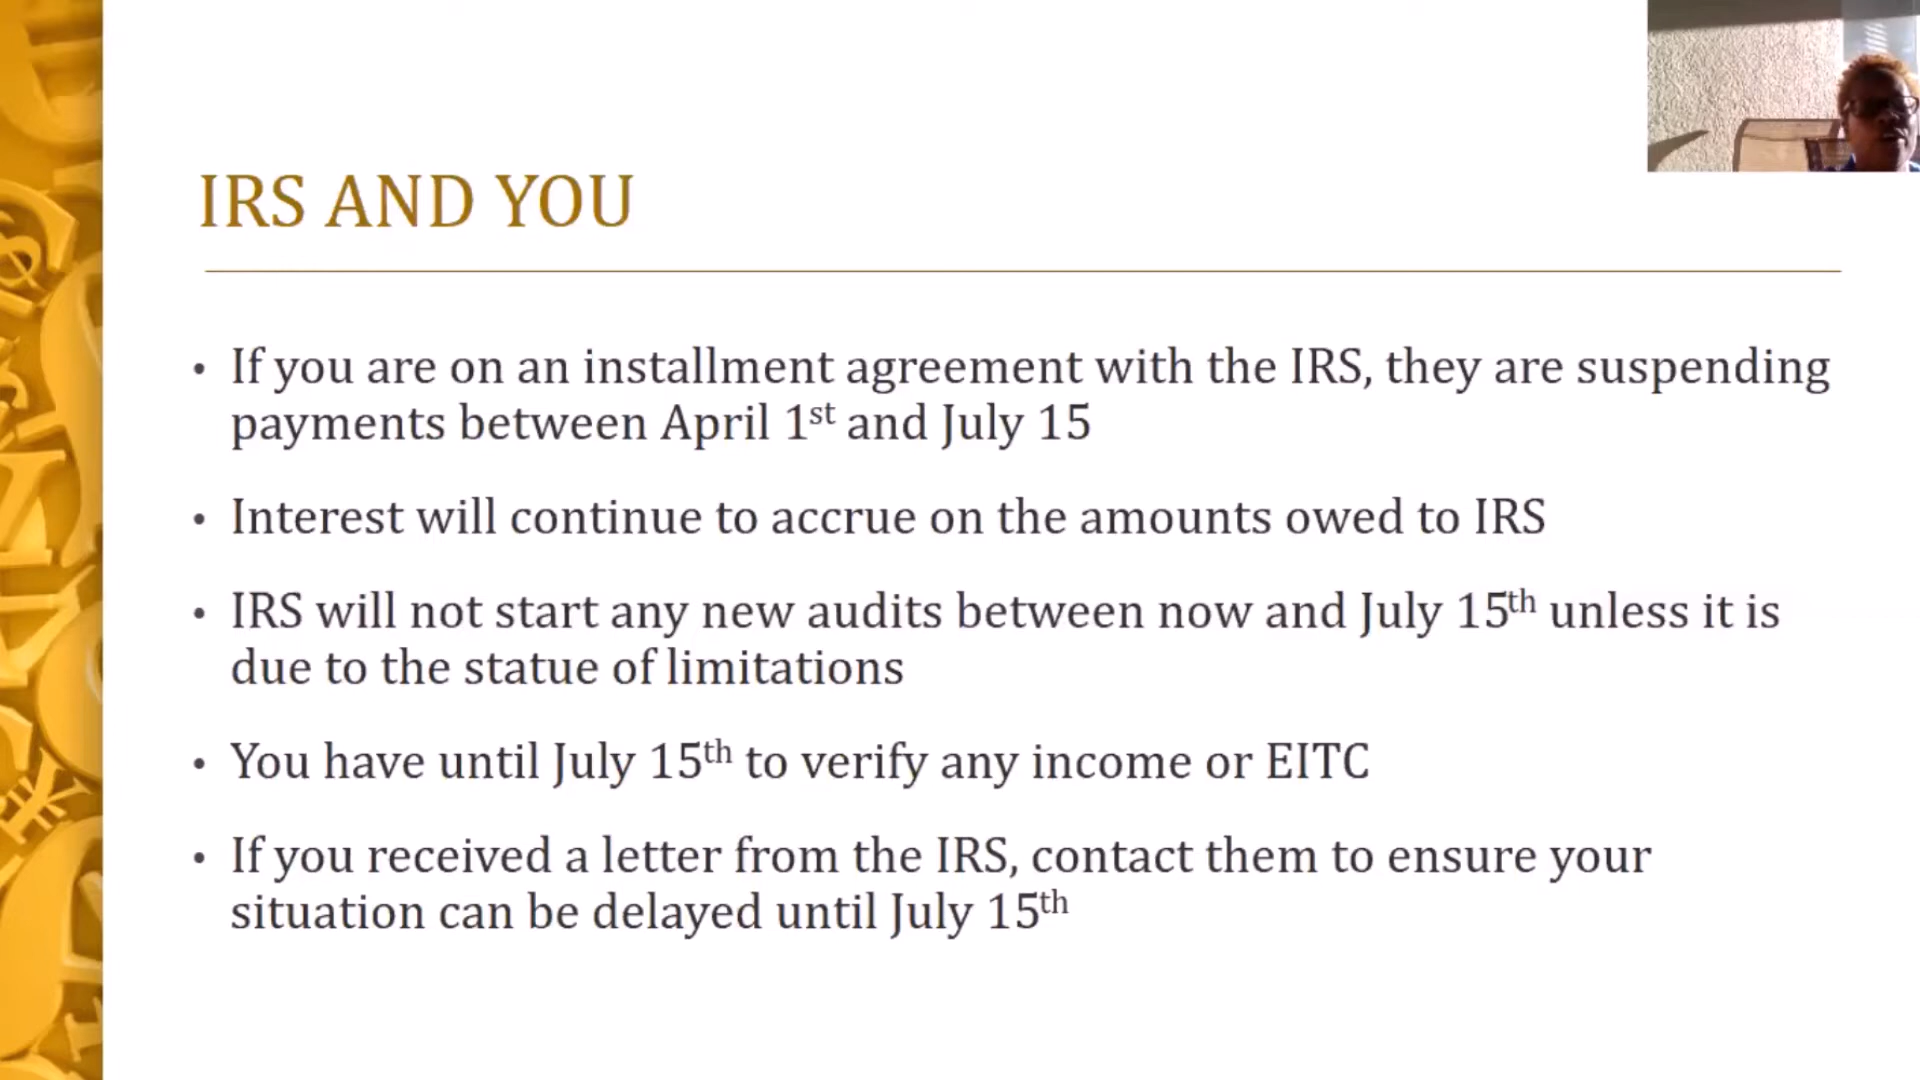 IRS AND YOU
• If you are on an installment agreement with the IRS, they are suspending
payments between April 1st and July 15
• Interest will continue to accrue on the amounts owed to IRS
• IRS will not start any new audits between now and July 15th unless it is
due to the statue of limitations
• You have until July 15th to verify any income or EITC
• If you received a letter from the IRS, contact them to ensure your
situation can be delayed until July 15th